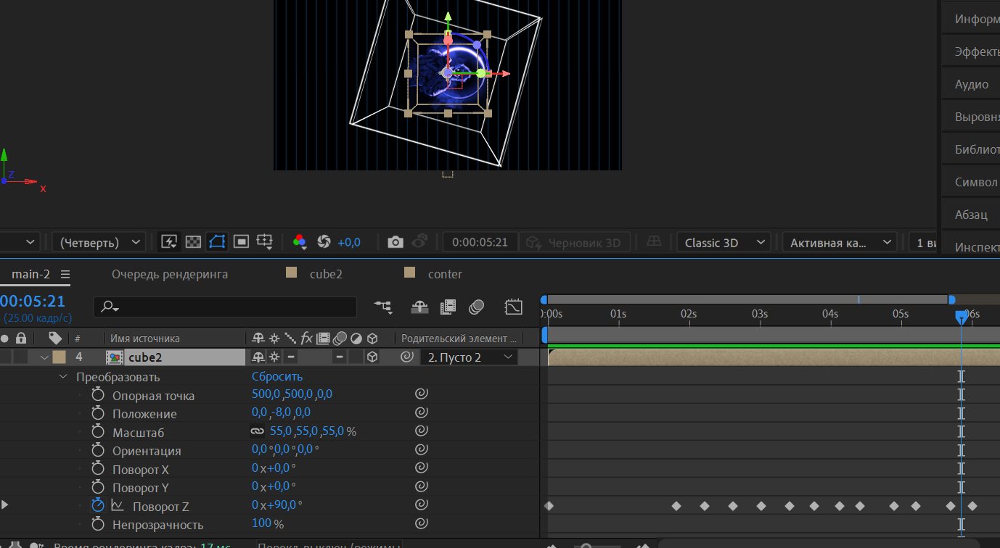 Информ
Эффекты
Аудио
Выровня
Библиот
Символ
Абзац
Инспект
Z
x
(Четверть)
+0,0
0:00:05:21
Черновик 3D
Classic 3D
Активная ка...
1 ви
main-2
Очередь рендеринга
cube2
conter
00:05:21
(25.00 кадр/с)
):00s 01s 02s 03s 04s 05s 06s
# Имя источника fx Родительский элемент ...
4 cube2 2. Пусто 2
Преобразовать Сбросить
Опорная точка 500,0 ,500,0 ,0,0
Положение 0,0 ,-8,0 ,0,0
Масштаб 55,0 ,55,0 ,55,0 %
Ориентация 0,0 ° ,0,0 ° ,0,0 °
Поворот X 0 x +0,0 °
Поворот Y 0 x +0,0 °
Поворот Z 0 x +90,0 °
Непрозрачность 100 %
Время рендеринга кадра: 17 мс
Перекл. выключ./режимы